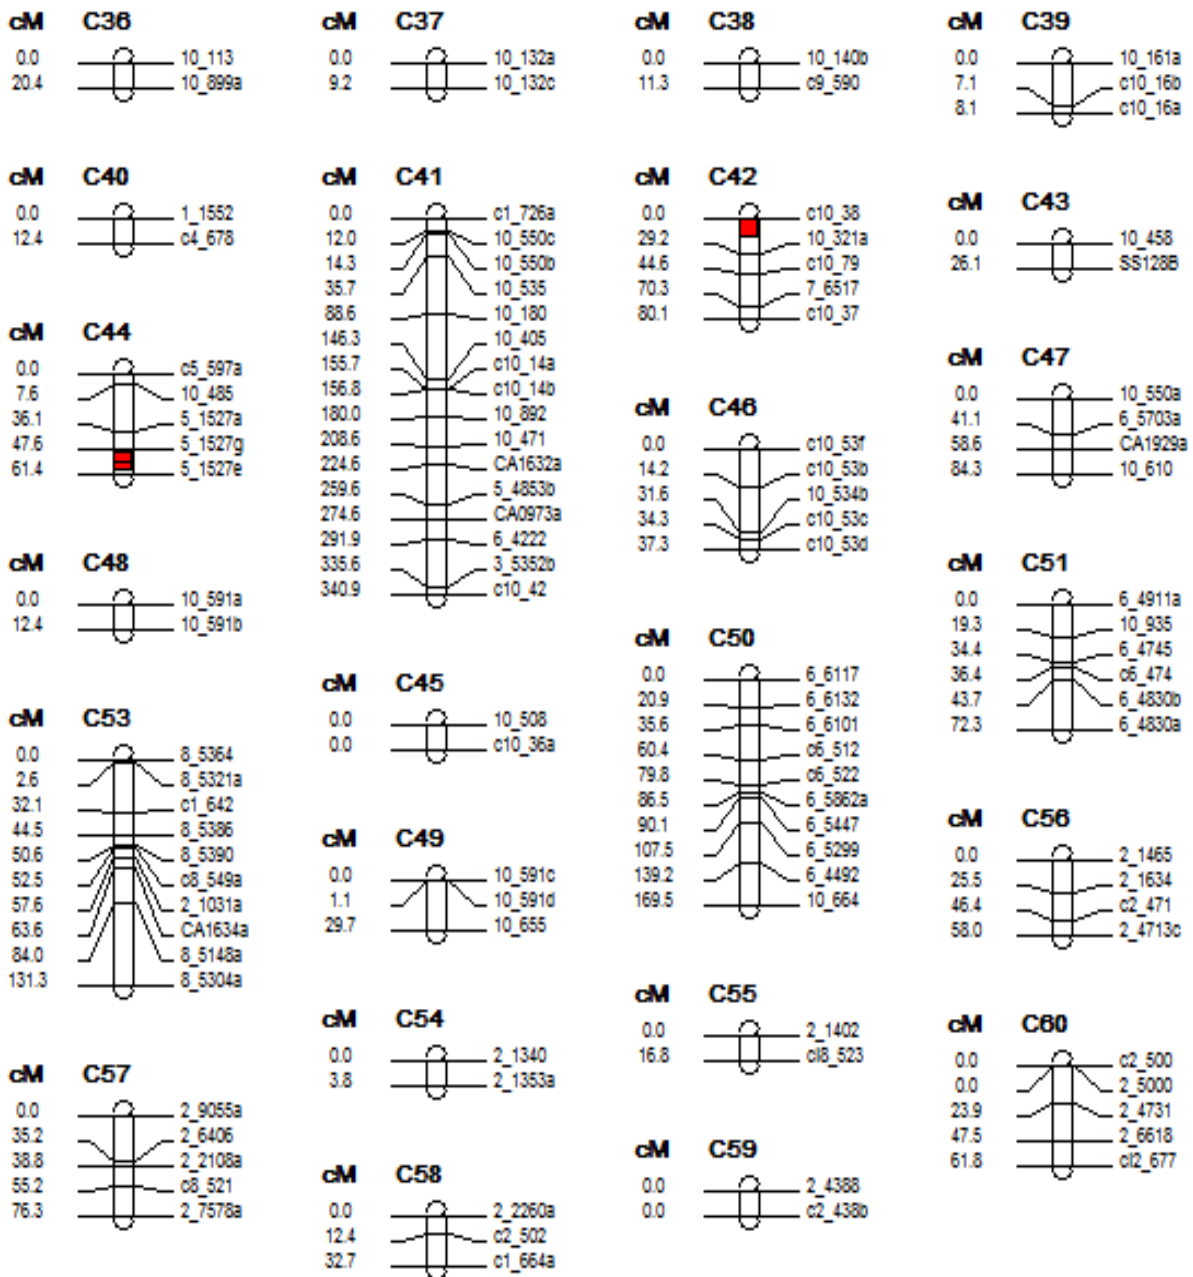 cM C36
0.0 10_113
20.4 10_899a
cM C37
0.0 10_132a
9.2 10_132c
cM C38
0.0 10_140b
11.3 c9_590
cM C39
0.0 10_161a
7.1 c10_16b
8.1 c10_16a
cM C40
0.0 1_1552
12.4 c4_678
cM C41
0.0 c1_726a
12.0 10_550c
14.3 10_550b
35.7 10_535
88.6 10_180
146.3 10_405
155.7 c10_14a
156.8 c10_14b
180.0 10_892
208.6 10_471
224.6 CA1632a
259.6 5_4853b
274.6 CA0973a
291.9 6_4222
335.6 3_5352b
340.9 c10_42
cM C42
0.0 c10_38
29.2 10_321a
44.6 c10_79
70.3 7_6517
80.1 c10_37
cM C43
0.0 10_458
26.1 SS128B
cM C44
0.0 c5_597a
7.6 10_485
36.1 5_1527a
47.6 5_1527g
61.4 5_1527e
cM C46
0.0 c10_53f
14.2 c10_53b
31.6 10_534b
34.3 c10_53c
37.3 c10_53d
cM C47
0.0 10_550a
41.1 6_5703a
58.6 CA1929a
84.3 10_610
cM C48
0.0 10_591a
12.4 10_591b
cM C45
0.0 10_508
0.0 c10_36a
cM C50
0.0 6_6117
20.9 6_6132
35.6 6_6101
60.4 c6_512
79.8 c6_522
86.5 6_5862a
90.1 6_5447
107.5 6_5299
139.2 6_4492
169.5 10_664
cM C51
0.0 6_4911a
19.3 10_935
34.4 6_4745
36.4 c6_474
43.7 6_4830b
72.3 6_4830a
cM C53
0.0 8_5364
2.6 8_5321a
32.1 c1_642
44.5 8_5386
50.6 8_5390
52.5 c8_549a
57.6 2_1031a
63.6 CA1634a
84.0 8_5148a
131.3 8_5304a
cM C49
0.0 10_591c
1.1 10_591d
29.7 10_655
cM C56
0.0 2_1465
25.5 2_1634
46.4 c2_471
58.0 2_4713c
cM C54
0.0 2_1340
3.8 2_1353a
cM C55
0.0 2_1402
16.8 cl8_523
cM C60
0.0 c2_500
0.0 2_5000
23.9 2_4731
47.5 2_6618
61.8 cl2_677
cM C57
0.0 2_9055a
35.2 2_6406
38.8 2_2108a
55.2 c8_521
76.3 2_7578a
cM C58
0.0 2_2260a
12.4 c2_502
32.7 c1_664a
cM C59
0.0 2_4388
0.0 c2_438b